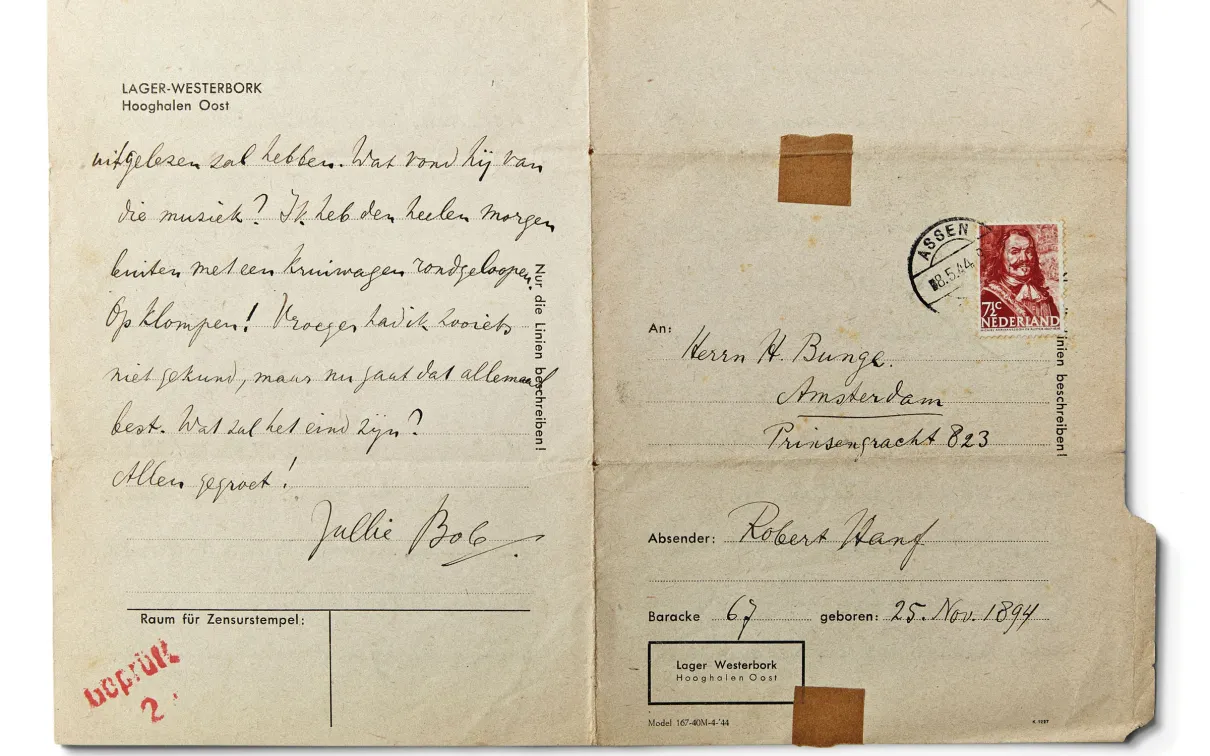 LAGER-WESTERBORK
Hooghalen Oost
uitgelezen zal hebben. Wat vond hij van
die muziek? Ik heb den heelen morgen
buiten met een kruiwagen rondgeloopen.
Op klompen! Vroeger had ik zooiets
niet gekund, maar nu gaat dat allemaal
best. Wat zal het eind zijn?
Allen gegroet!
Jullie Bob
Nur die Linien beschreiben!
Raum für Zensurstempel:
Geprüft
2
ASSEN
8.5.44
7½c
NEDERLAND
Linien beschreiben!
An:
Herrn H. Bunge.
Amsterdam
Prinsengracht 823
Absender: Robert Hanf
Baracke 67 geboren: 25. Nov. 1894
Lager Westerbork
Hooghalen Oost
Model 167-40M-4-'44